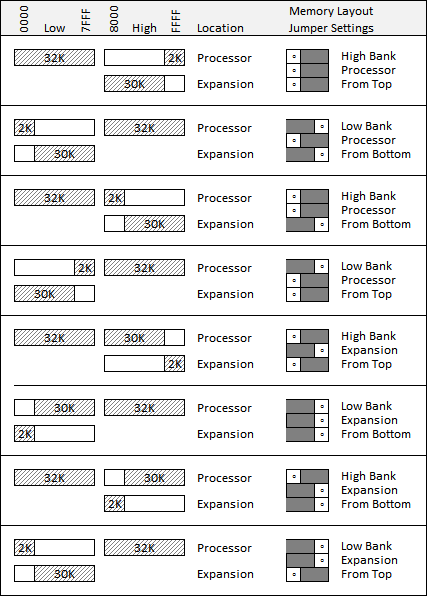 0000 Low 7FFF 8000 High FFFF Location Memory Layout
Jumper Settings
32K 2K Processor High Bank
Processor
30K Expansion From Top
2K 32K Processor Low Bank
Processor
30K Expansion From Bottom
32K 2K Processor High Bank
Processor
30K Expansion From Bottom
2K 32K Processor Low Bank
Processor
30K Expansion From Top
32K 30K Processor High Bank
Expansion
2K Expansion From Top
30K 32K Processor Low Bank
Expansion
2K Expansion From Bottom
32K 30K Processor High Bank
Expansion
2K Expansion From Bottom
2K 32K Processor Low Bank
Expansion
30K Expansion From Top